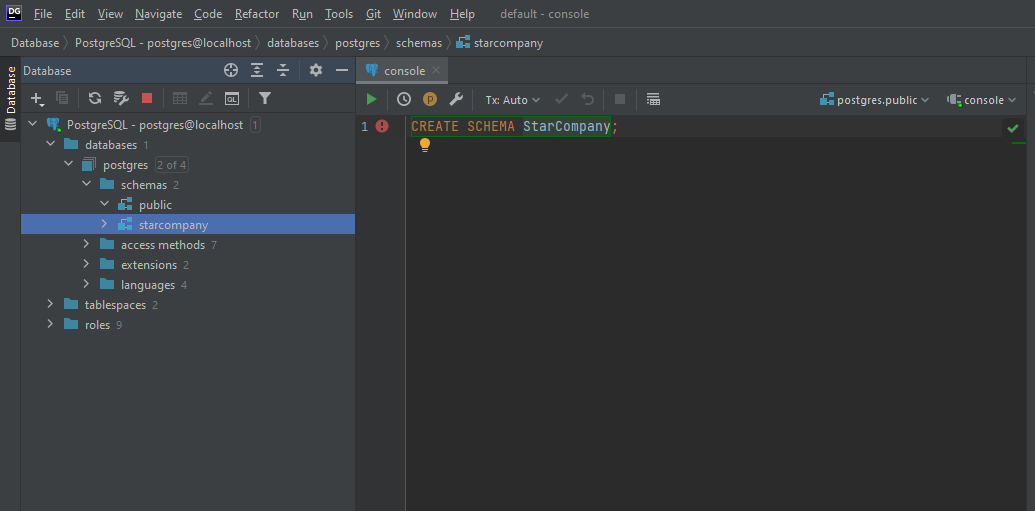 DG File Edit View Navigate Code Refactor Run Tools Git Window Help default - console
Database PostgreSQL - postgres@localhost databases postgres schemas starcompany
Database
Database
console
QL
p Tx: Auto postgres.public console
PostgreSQL - postgres@localhost 1
databases 1
postgres 2 of 4
schemas 2
public
starcompany
access methods 7
extensions 2
languages 4
tablespaces 2
roles 9
1 CREATE SCHEMA StarCompany;